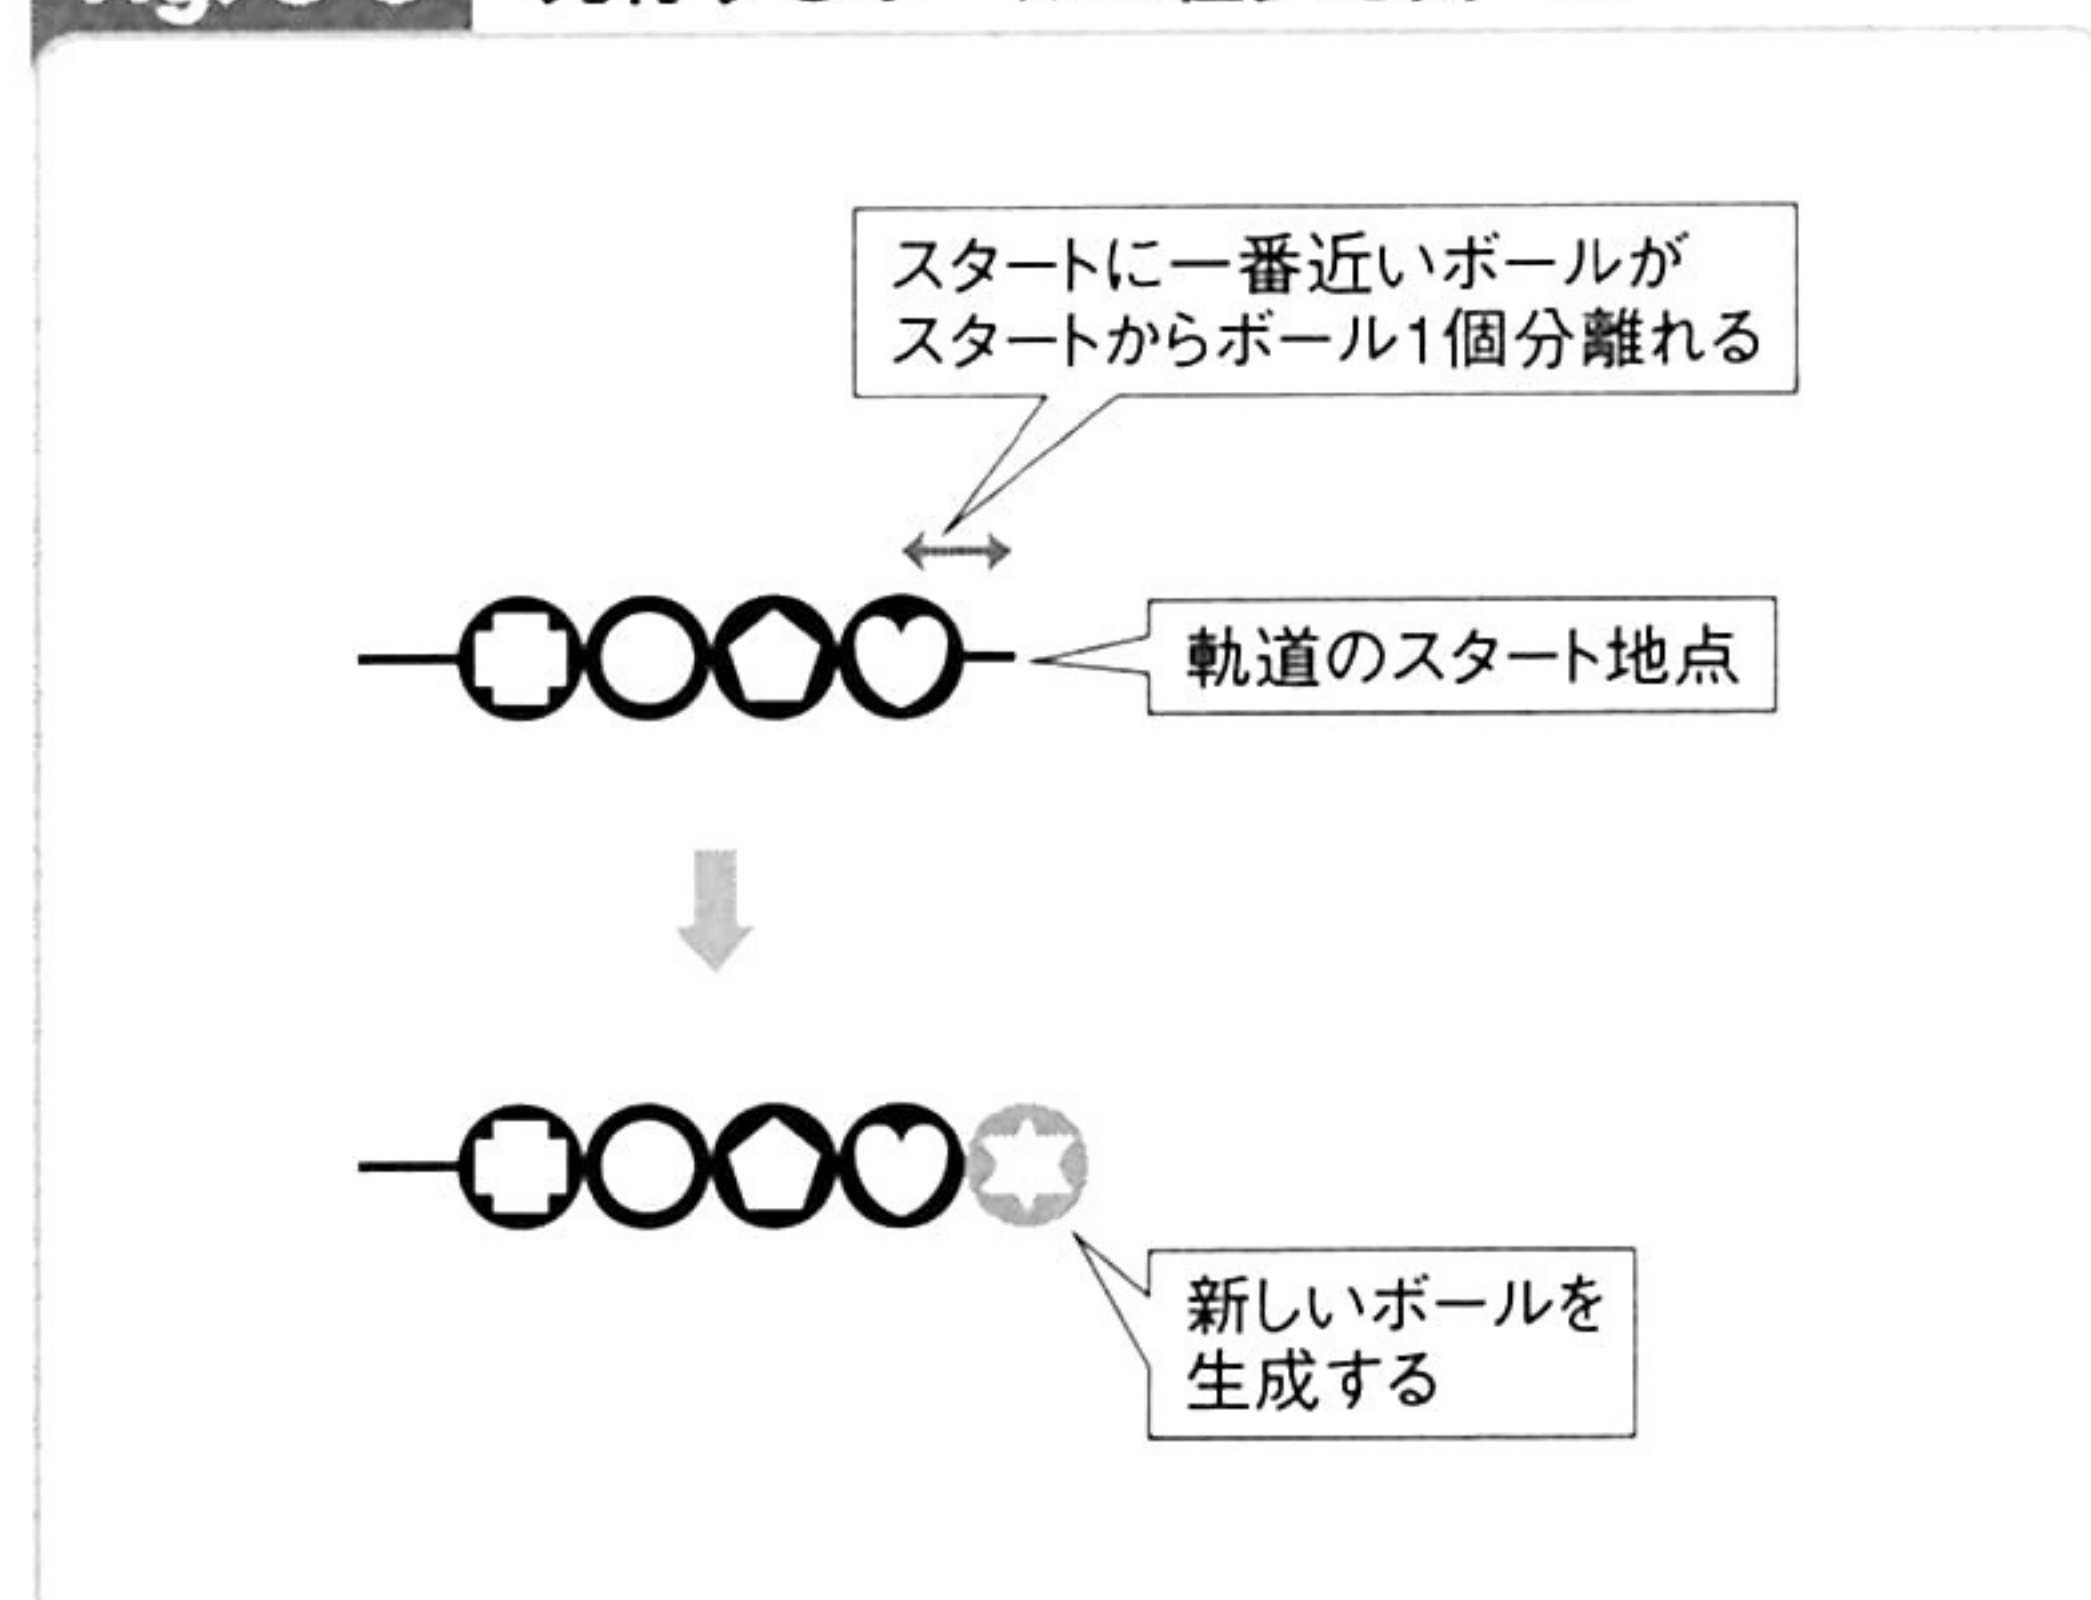 スタートに一番近いボールが
スタートからボール1個分離れる
軌道のスタート地点
新しいボールを
生成する